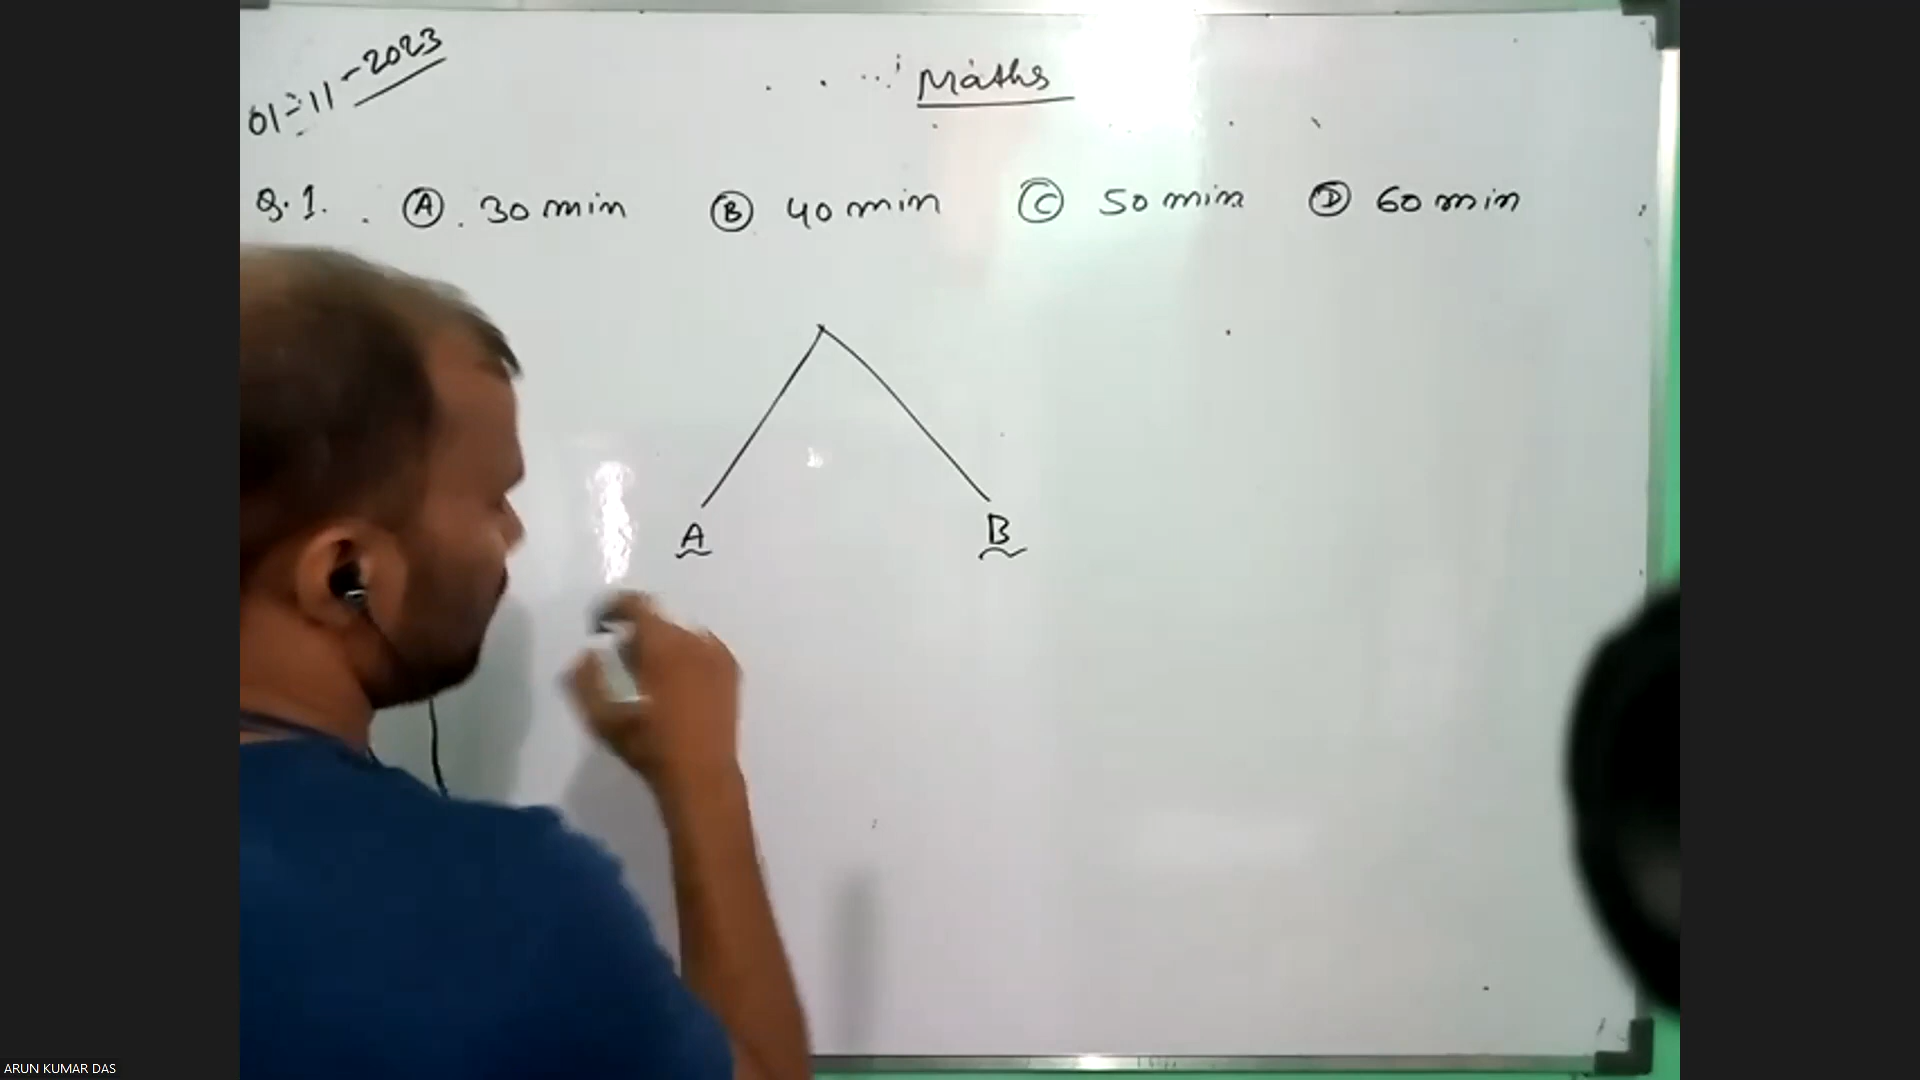 01-11-2023
Maths
Q.1. (A) 30 min (B) 40 min (C) 50 min (D) 60 min
A B
ARUN KUMAR DAS